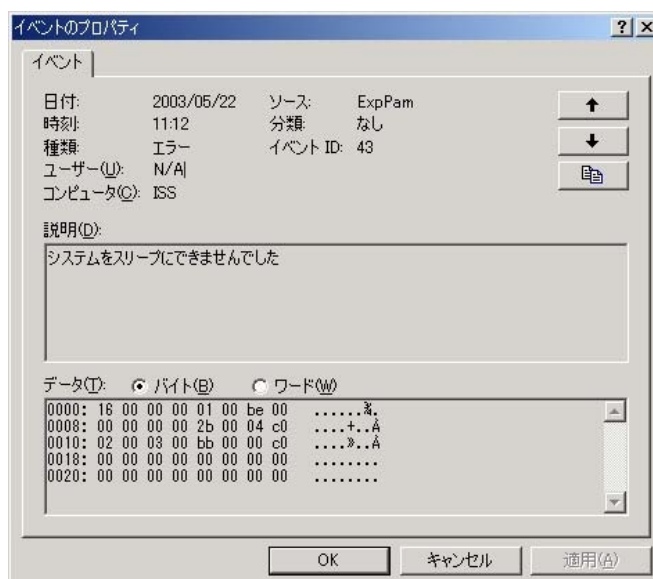 イベントのプロパティ
イベント
日付: 2003/05/22 ソース: ExpPam
時刻: 11:12 分類: なし
種類: エラー イベント ID: 43
ユーザー(U): N/A
コンピュータ(C): ISS
説明(D):
システムをスリープにできませんでした
データ(T): バイト(B) ワード(W)
0000: 16 00 00 00 01 00 be 00 ......¾.
0008: 00 00 00 00 2b 00 04 c0 ....+..À
0010: 02 00 03 00 bb 00 00 c0 ....»..À
0018: 00 00 00 00 00 00 00 00 ........
0020: 00 00 00 00 00 00 00 00 ........
OK キャンセル 適用(A)